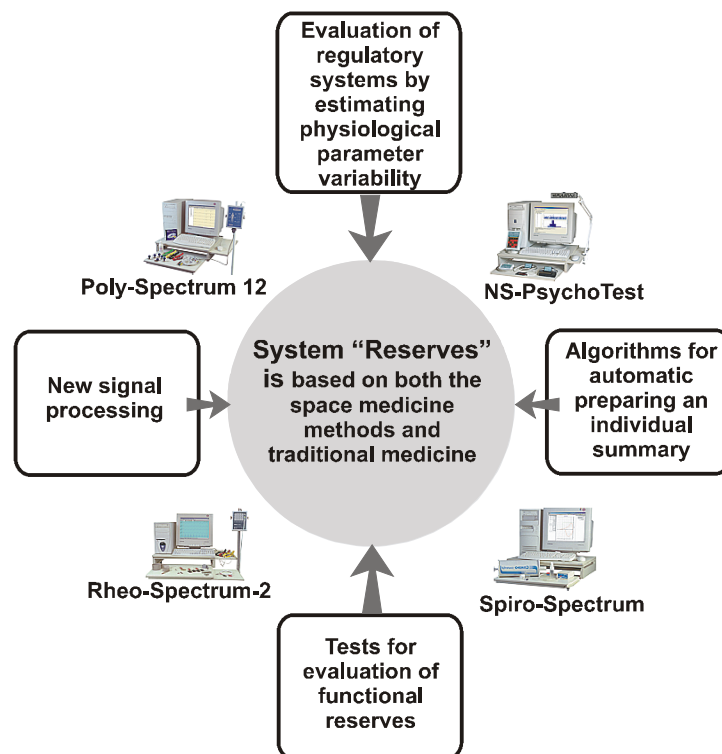 Evaluation of
regulatory
systems by
estimating
physiological
parameter
variability
Poly-Spectrum 12
NS-PsychoTest
New signal
processing
System “Reserves”
is based on both the
space medicine
methods and
traditional medicine
Algorithms for
automatic
preparing an
individual
summary
Rheo-Spectrum-2
Spiro-Spectrum
Tests for
evaluation of
functional
reserves